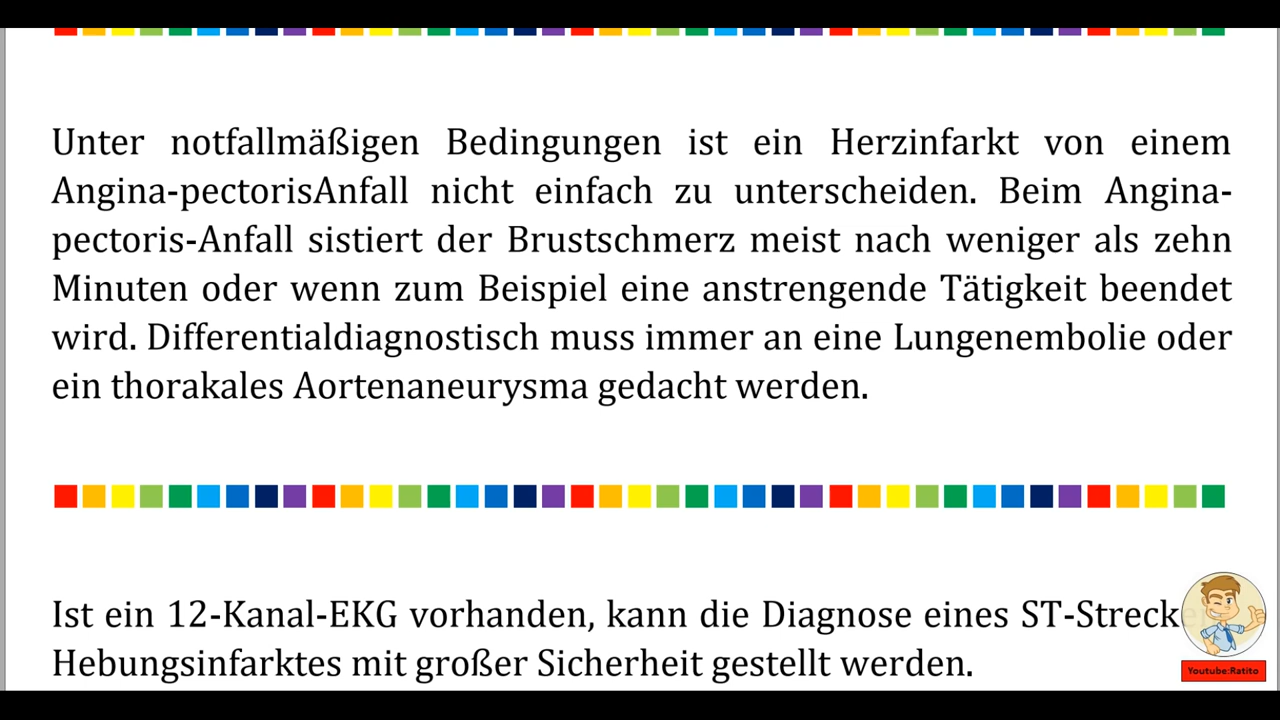 Unter notfallmäßigen Bedingungen ist ein Herzinfarkt von einem
Angina-pectorisAnfall nicht einfach zu unterscheiden. Beim Angina-
pectoris-Anfall sistiert der Brustschmerz meist nach weniger als zehn
Minuten oder wenn zum Beispiel eine anstrengende Tätigkeit beendet
wird. Differentialdiagnostisch muss immer an eine Lungenembolie oder
ein thorakales Aortenaneurysma gedacht werden.
Ist ein 12-Kanal-EKG vorhanden, kann die Diagnose eines
Hebungsinfarktes mit großer Sicherheit gestellt werden.
Youtube:Ratito